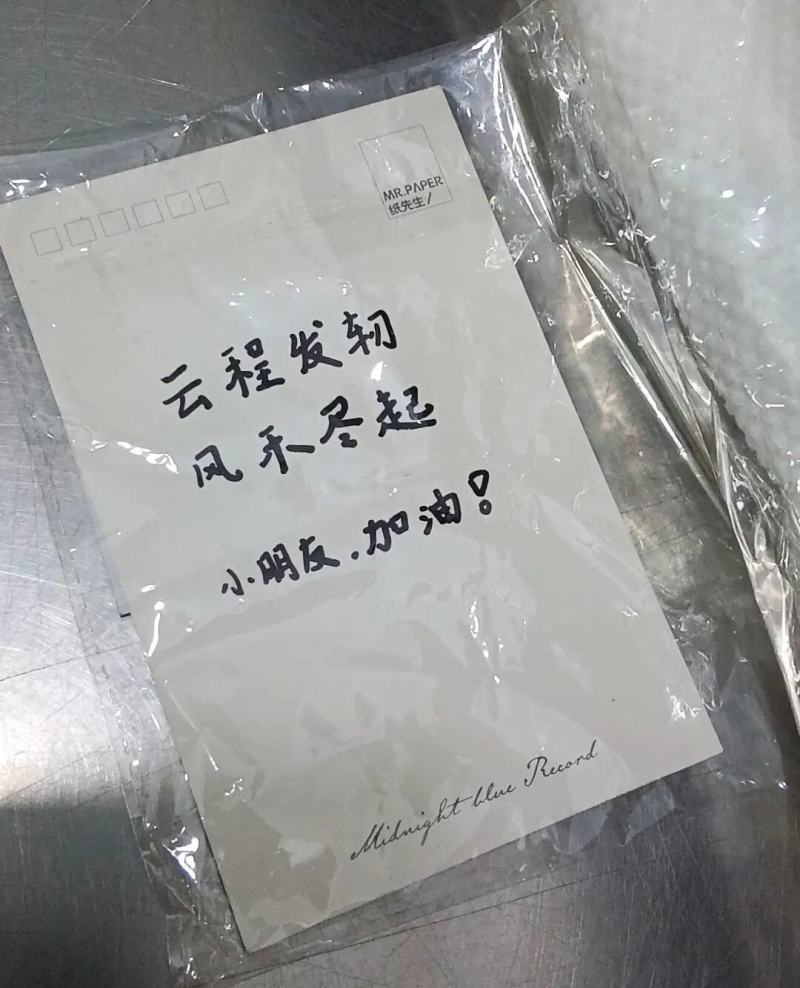 MR.PAPER
纸先生/
云程发轫
风禾尽起
小朋友,加油!
Midnight blue Record